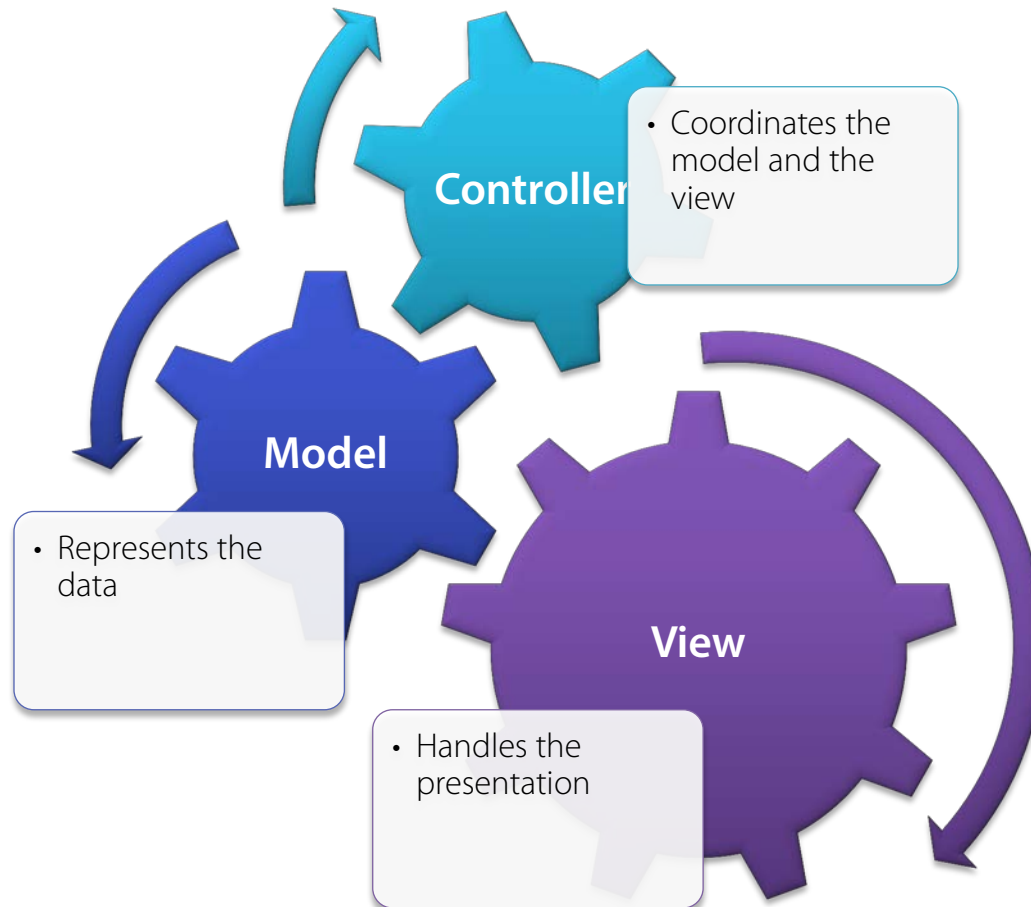 Controller
• Coordinates the
model and the
view
Model
• Represents the
data
View
• Handles the
presentation